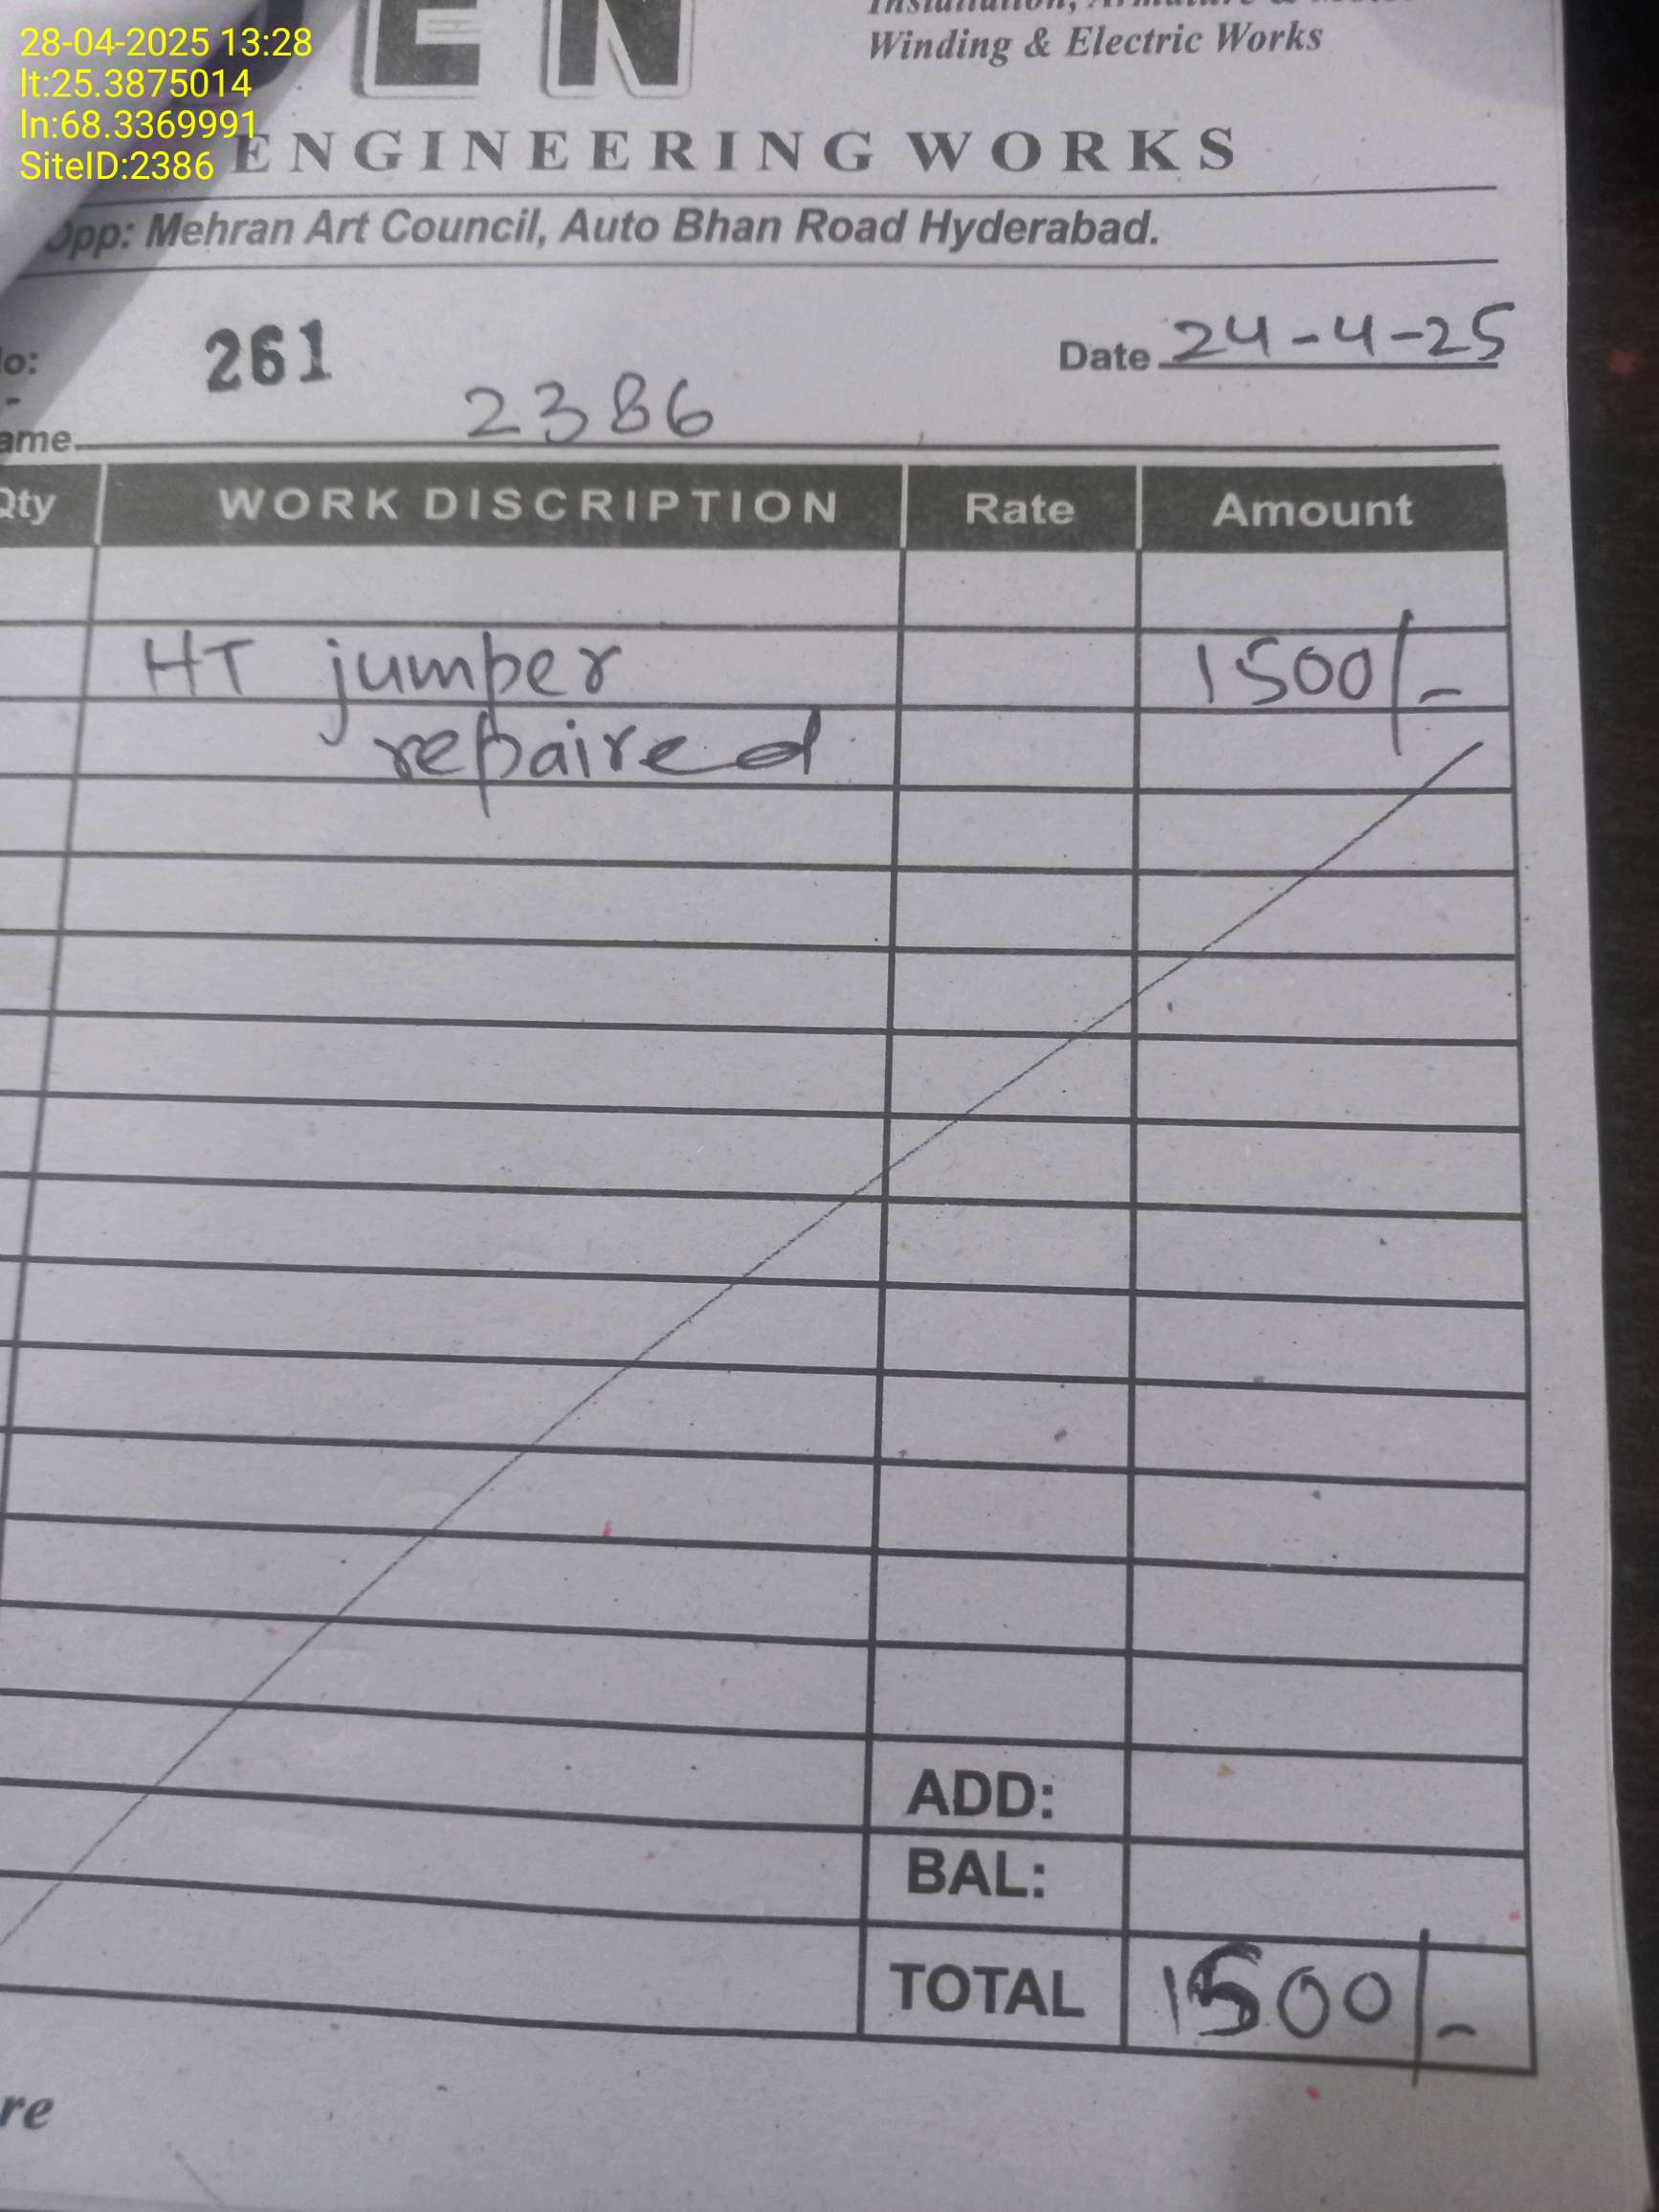 28-04-2025 13:28
lt:25.3875014
ln:68.3369991
SiteID:2386
EN
Winding & Electric Works
ENGINEERING WORKS
Opp: Mehran Art Council, Auto Bhan Road Hyderabad.
261
Date 24-4-25
2386
Qty WORK DISCRIPTION Rate Amount
HT jumper 1500/-
repaired
ADD:
BAL:
TOTAL 1500/-